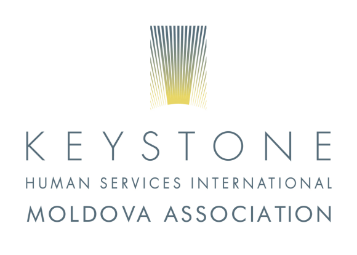 KEYSTONE
HUMAN SERVICES INTERNATIONAL
MOLDOVA ASSOCIATION